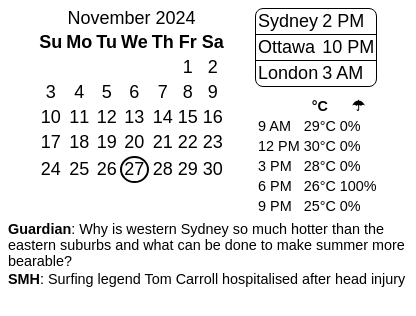 November 2024
Su Mo Tu We Th Fr Sa
1 2
3 4 5 6 7 8 9
10 11 12 13 14 15 16
17 18 19 20 21 22 23
24 25 26 27 28 29 30
Sydney 2 PM
Ottawa 10 PM
London 3 AM
°C ☂
9 AM 29°C 0%
12 PM 30°C 0%
3 PM 28°C 0%
6 PM 26°C 100%
9 PM 25°C 0%
Guardian: Why is western Sydney so much hotter than the
eastern suburbs and what can be done to make summer more
bearable?
SMH: Surfing legend Tom Carroll hospitalised after head injury